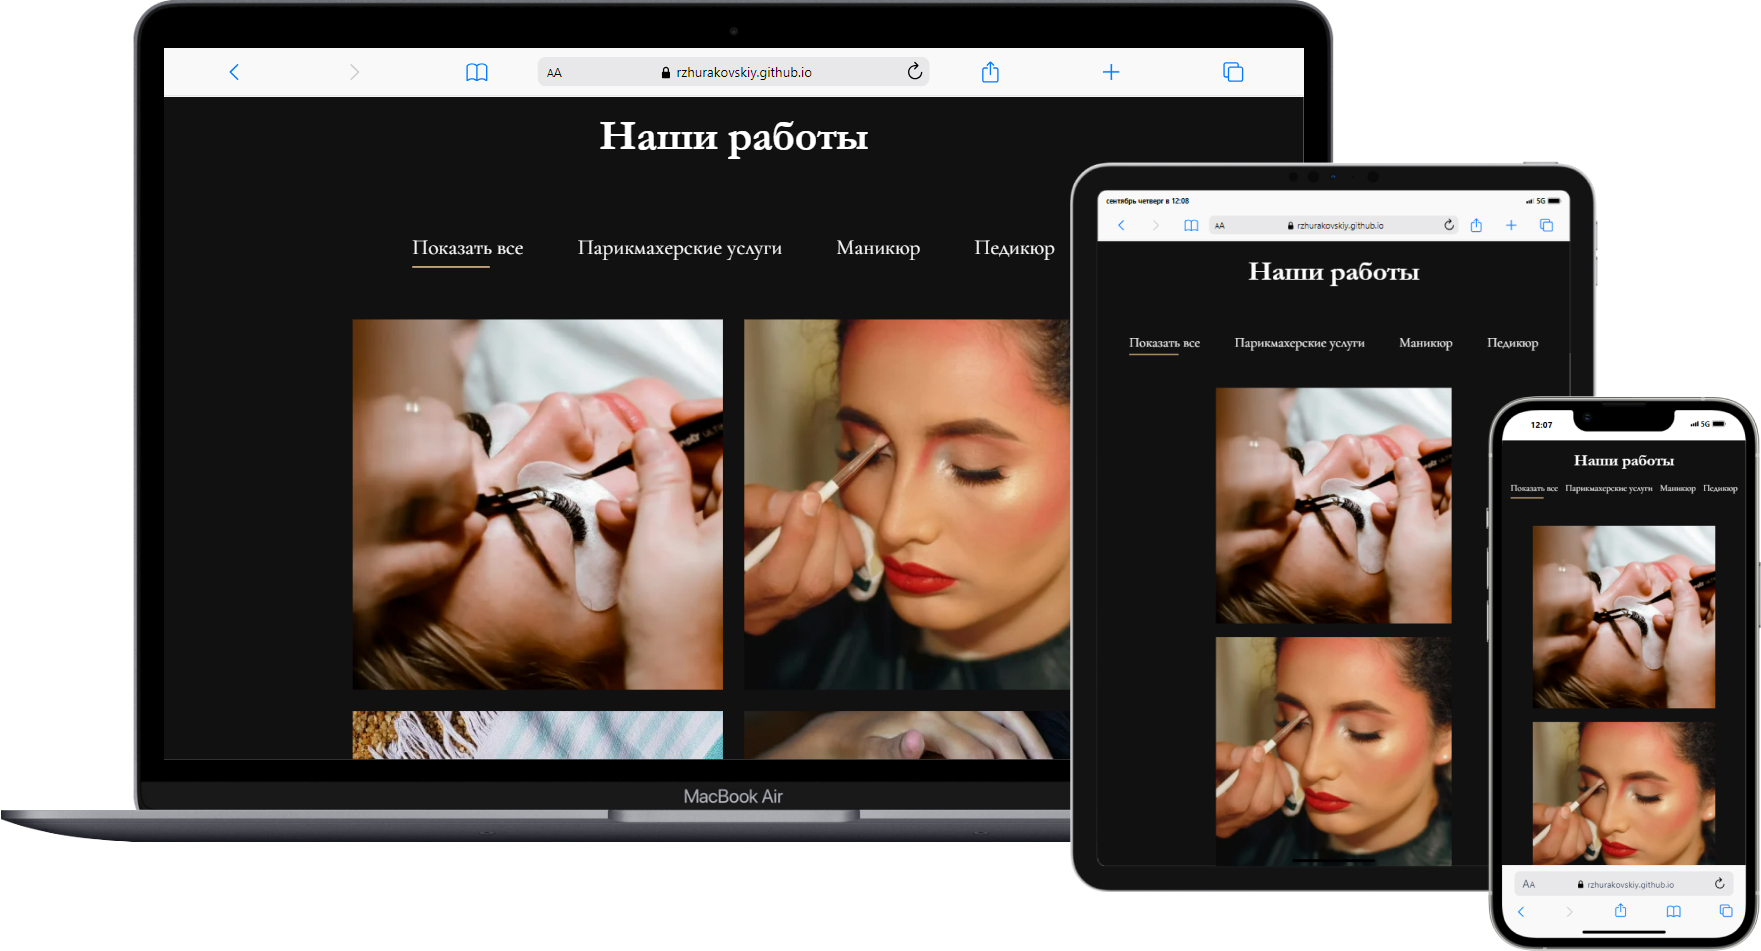 AA rzhurakovskiy.github.io
Наши работы
Показать все Парикмахерские услуги Маникюр Педикюр
MacBook Air
сентябрь четверг в 12:08 5G
AA rzhurakovskiy.github.io
Наши работы
Показать все Парикмахерские услуги Маникюр Педикюр
12:07 5G
Наши работы
Показать все Парикмахерские услуги Маникюр Педикюр
AA rzhurakovskiy.github.io